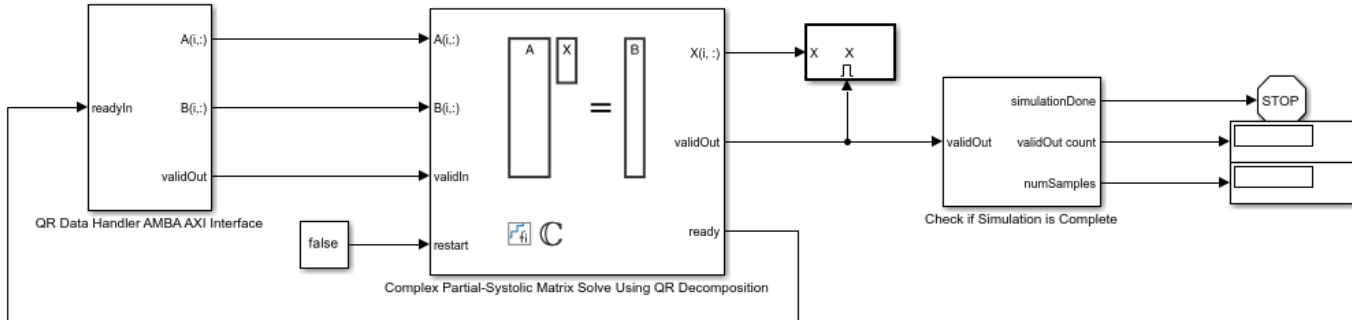 readyIn
A(i,:)
B(i,:)
validOut
QR Data Handler AMBA AXI Interface
false
A(i,:)
B(i,:)
validIn
restart
A
X
=
B
fi
ℂ
X(i, :)
validOut
ready
Complex Partial-Systolic Matrix Solve Using QR Decomposition
X
X
validOut
simulationDone
validOut count
numSamples
Check if Simulation is Complete
STOP